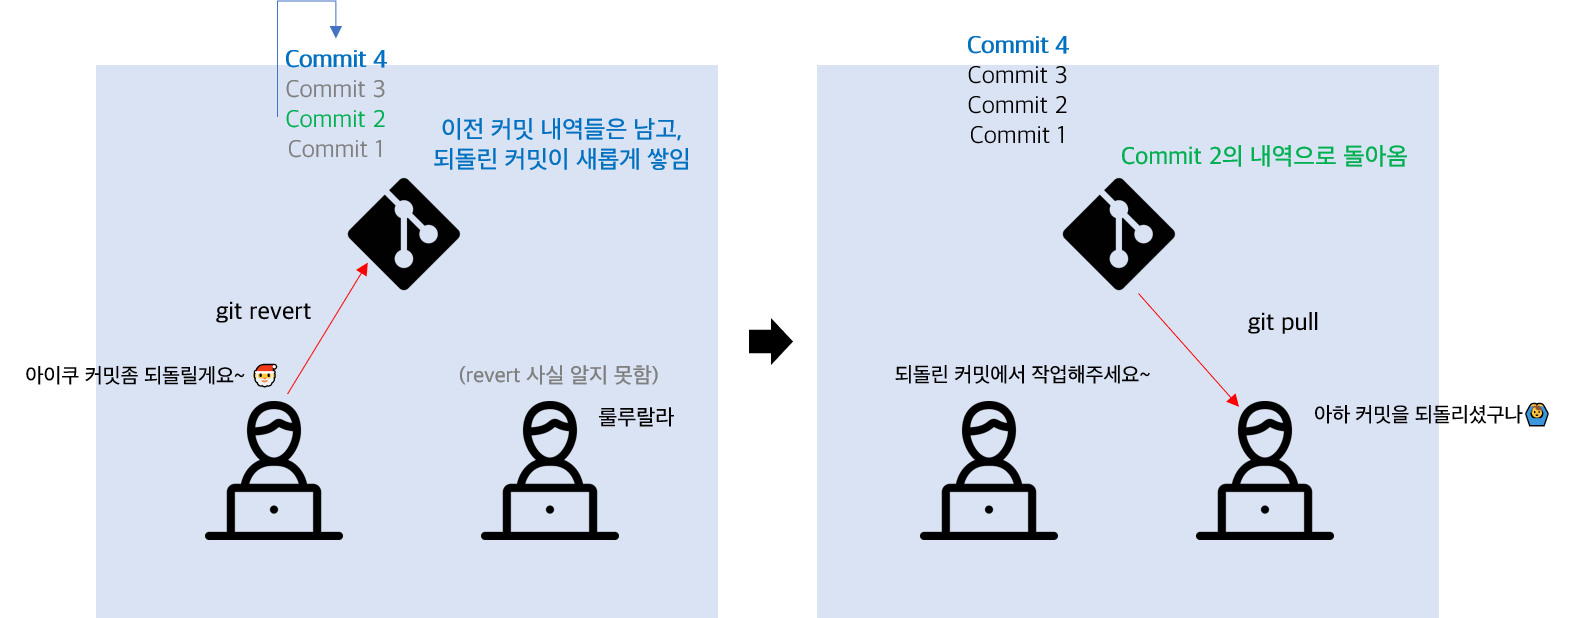 Commit 4
Commit 3
Commit 2
Commit 1
이전 커밋 내역들은 남고,
되돌린 커밋이 새롭게 쌓임
git revert
아이쿠 커밋좀 되돌릴게요~
(revert 사실 알지 못함)
룰루랄라
Commit 4
Commit 3
Commit 2
Commit 1
Commit 2의 내역으로 돌아옴
git pull
되돌린 커밋에서 작업해주세요~
아하 커밋을 되돌리셨구나